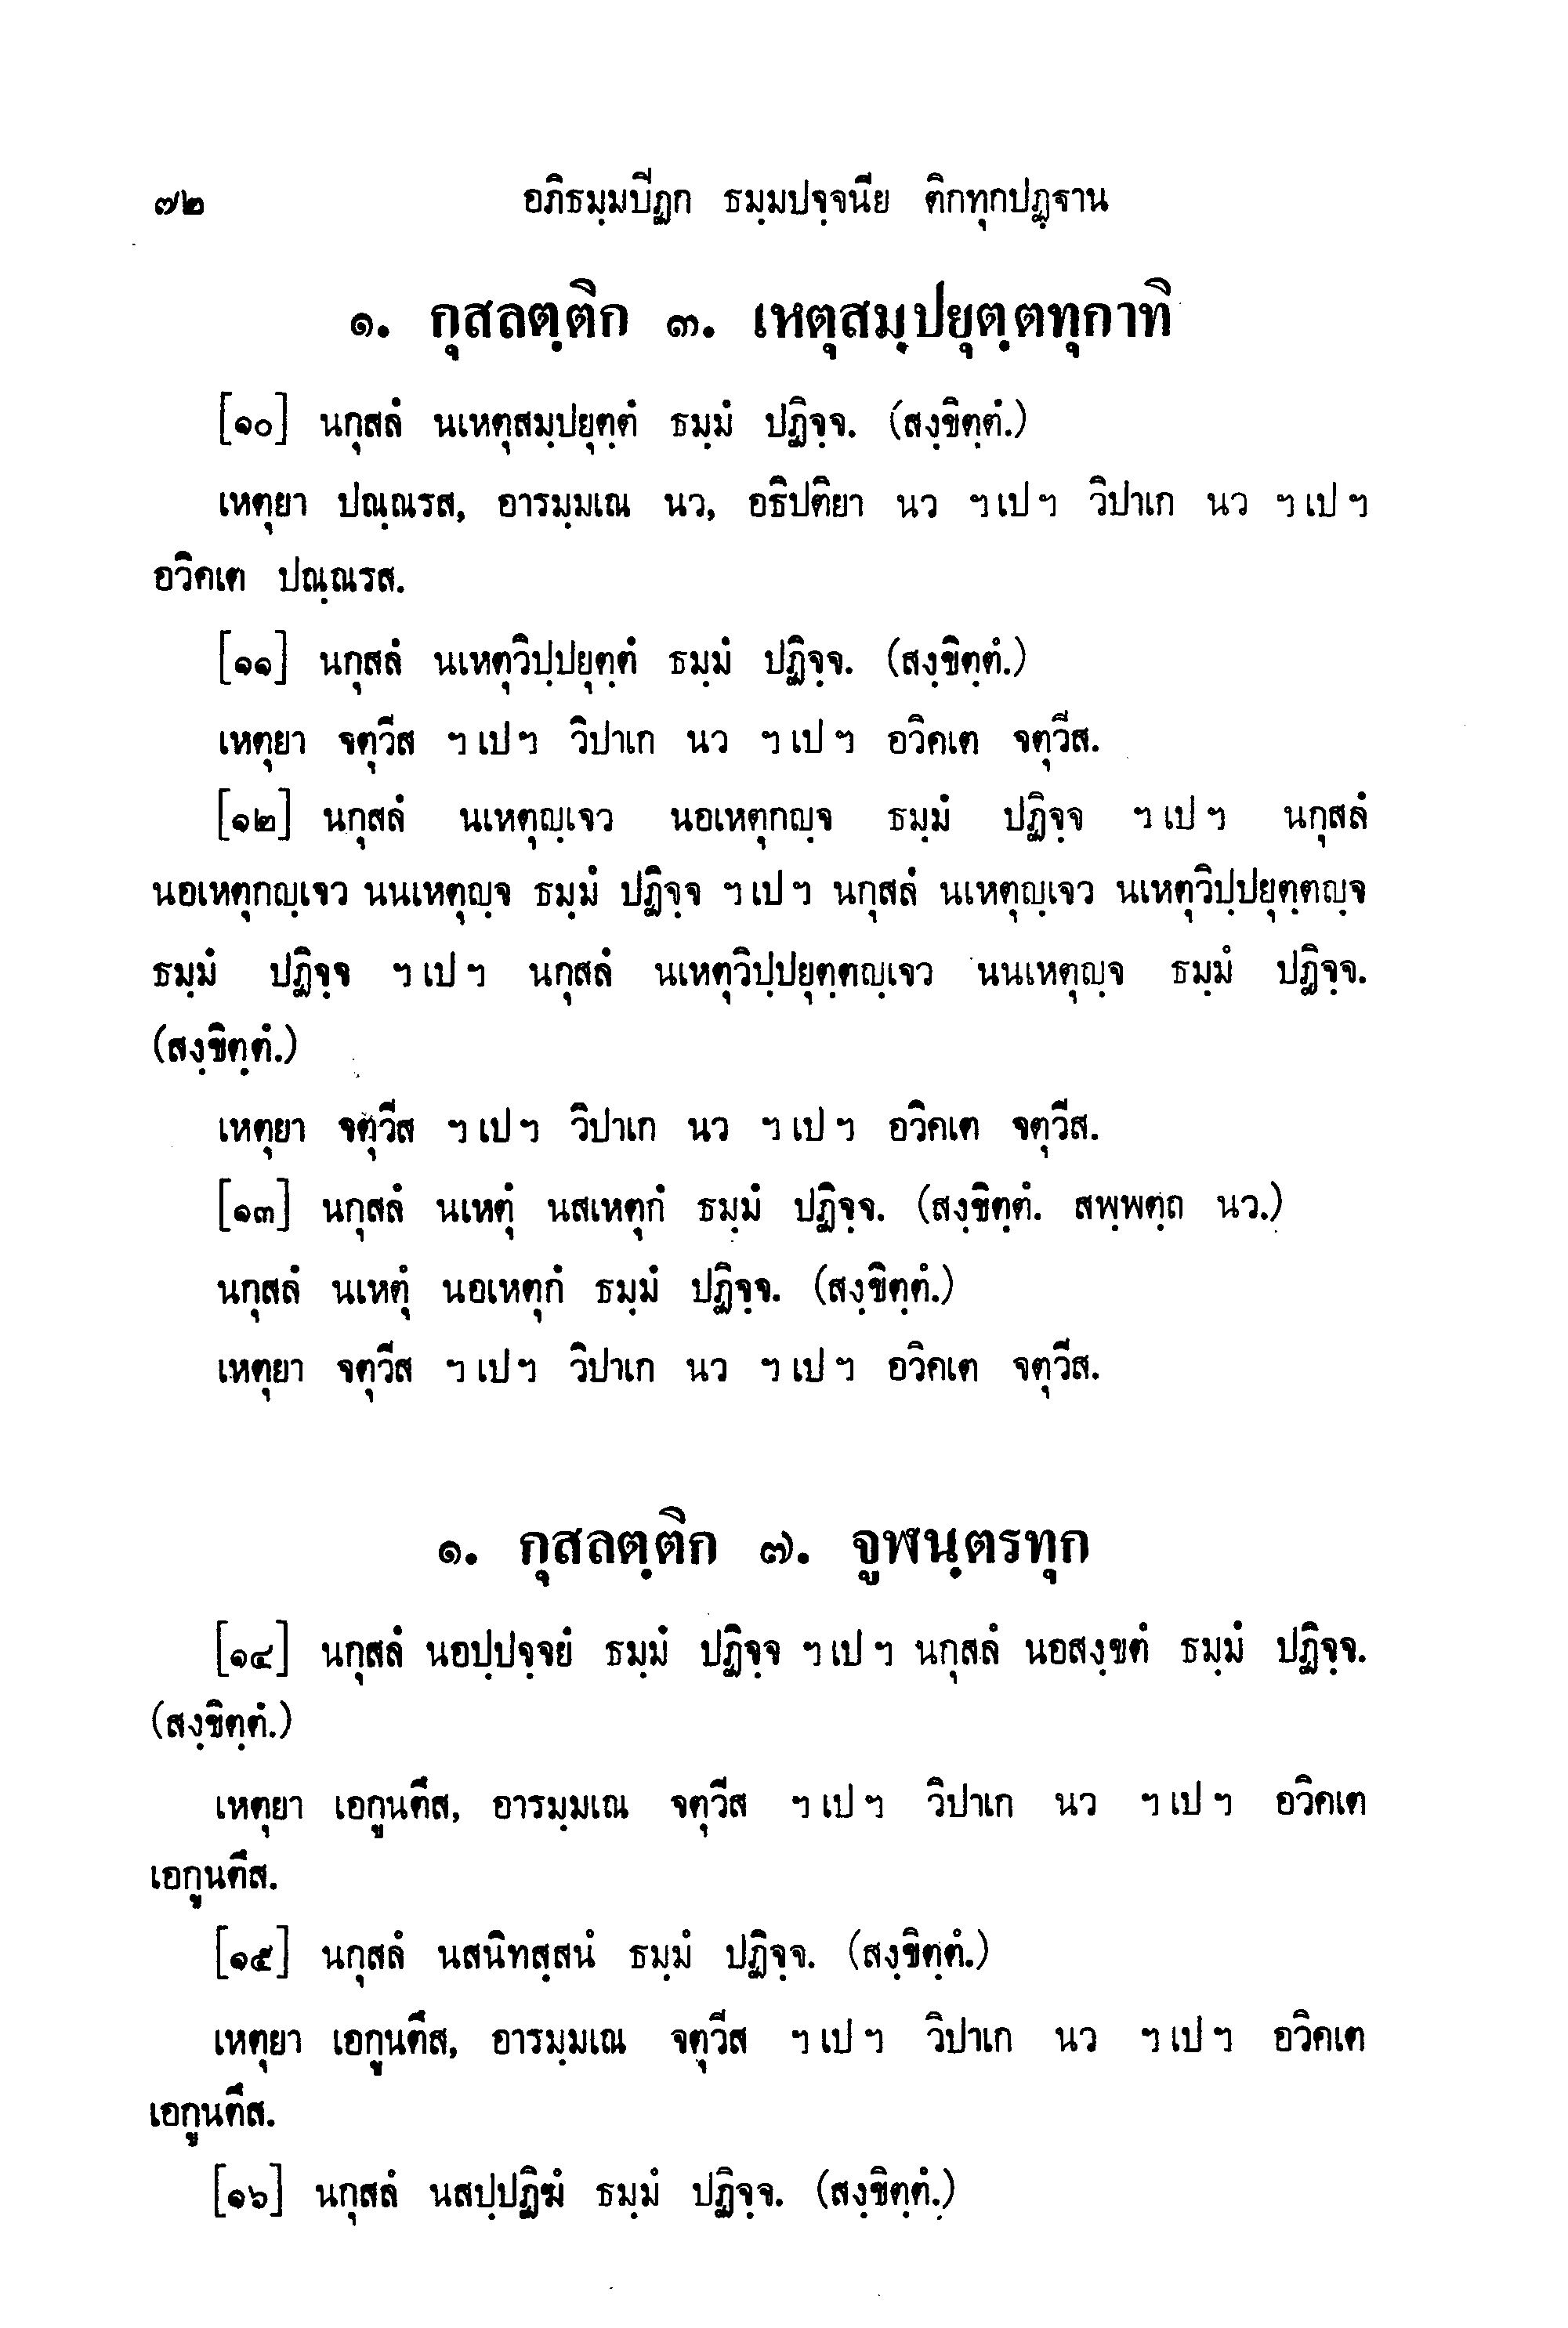 ๗๒ อภิธมฺมปีฏก ธมฺมปจฺจนีย ติกทุกปฏฺฐาน
๑. กุสลตฺติก ๓. เหตุสมฺปยุตฺตทุกาทิ
[๑๐] นกุสลํ นเหตุสมฺปยุตฺตํ ธมฺมํ ปฏิจฺจ. (สงฺขิตฺตํ.)
เหตุยา ปณฺณรส, อารมฺมเณ นว, อธิปติยา นว ฯ เป ฯ วิปาเก นว ฯ เป ฯ
อวิคเต ปณฺณรส.
[๑๑] นกุสลํ นเหตุวิปฺปยุตฺตํ ธมฺมํ ปฏิจฺจ. (สงฺขิตฺตํ.)
เหตุยา จตุวีส ฯ เป ฯ วิปาเก นว ฯ เป ฯ อวิคเต จตุวีส.
[๑๒] นกุสลํ นเหตุญฺเจว นอเหตุกญฺจ ธมฺมํ ปฏิจฺจ ฯ เป ฯ นกุสลํ
นอเหตุกญฺเจว นนเหตุญฺจ ธมฺมํ ปฏิจฺจ ฯ เป ฯ นกุสลํ นเหตุญฺเจว นเหตุวิปฺปยุตฺตญฺจ
ธมฺมํ ปฏิจฺจ ฯ เป ฯ นกุสลํ นเหตุวิปฺปยุตฺตญฺเจว นนเหตุญฺจ ธมฺมํ ปฏิจฺจ.
(สงฺขิตฺตํ.)
เหตุยา จตุวีส ฯ เป ฯ วิปาเก นว ฯ เป ฯ อวิคเต จตุวีส.
[๑๓] นกุสลํ นเหตุํ นสเหตุกํ ธมฺมํ ปฏิจฺจ. (สงฺขิตฺตํ. สพฺพตฺถ นว.)
นกุสลํ นเหตุํ นอเหตุกํ ธมฺมํ ปฏิจฺจ. (สงฺขิตฺตํ.)
เหตุยา จตุวีส ฯ เป ฯ วิปาเก นว ฯ เป ฯ อวิคเต จตุวีส.
๑. กุสลตฺติก ๗. จูฬนฺตรทุก
[๑๔] นกุสลํ นอปฺปจฺจยํ ธมฺมํ ปฏิจฺจ ฯ เป ฯ นกุสลํ นอสงฺขตํ ธมฺมํ ปฏิจฺจ.
(สงฺขิตฺตํ.)
เหตุยา เอกูนตึส, อารมฺมเณ จตุวีส ฯ เป ฯ วิปาเก นว ฯ เป ฯ อวิคเต
เอกูนตึส.
[๑๕] นกุสลํ นสนิทสฺสนํ ธมฺมํ ปฏิจฺจ. (สงฺขิตฺตํ.)
เหตุยา เอกูนตึส, อารมฺมเณ จตุวีส ฯ เป ฯ วิปาเก นว ฯ เป ฯ อวิคเต
เอกูนตึส.
[๑๖] นกุสลํ นสปฺปฏิฆํ ธมฺมํ ปฏิจฺจ. (สงฺขิตฺตํ.)